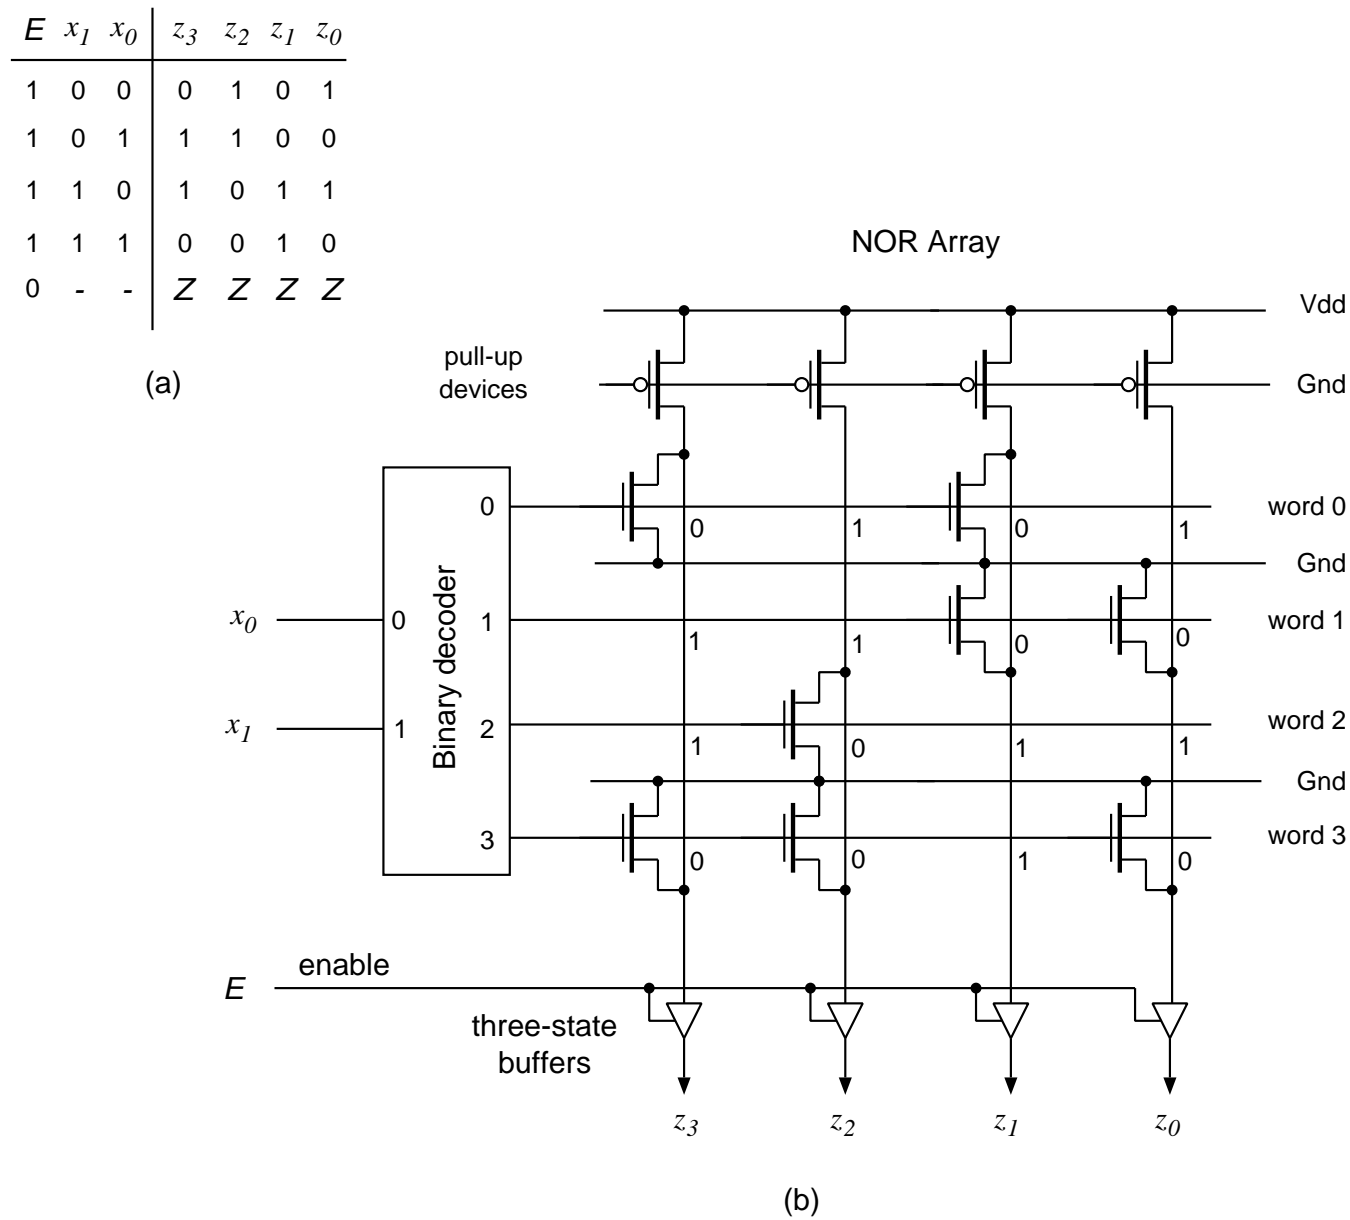 E x1 x0 z3 z2 z1 z0
1 0 0 0 1 0 1
1 0 1 1 1 0 0
1 1 0 1 0 1 1
1 1 1 0 0 1 0
0 - - Z Z Z Z
(a)
NOR Array
Vdd
pull-up
devices
Gnd
0
word 0
0 1 0 1
Gnd
Binary decoder
x0 0
1
word 1
1 1 0 0
x1 1
2
word 2
1 0 1 1
Gnd
3
word 3
0 0 1 0
enable
E
three-state
buffers
z3 z2 z1 z0
(b)